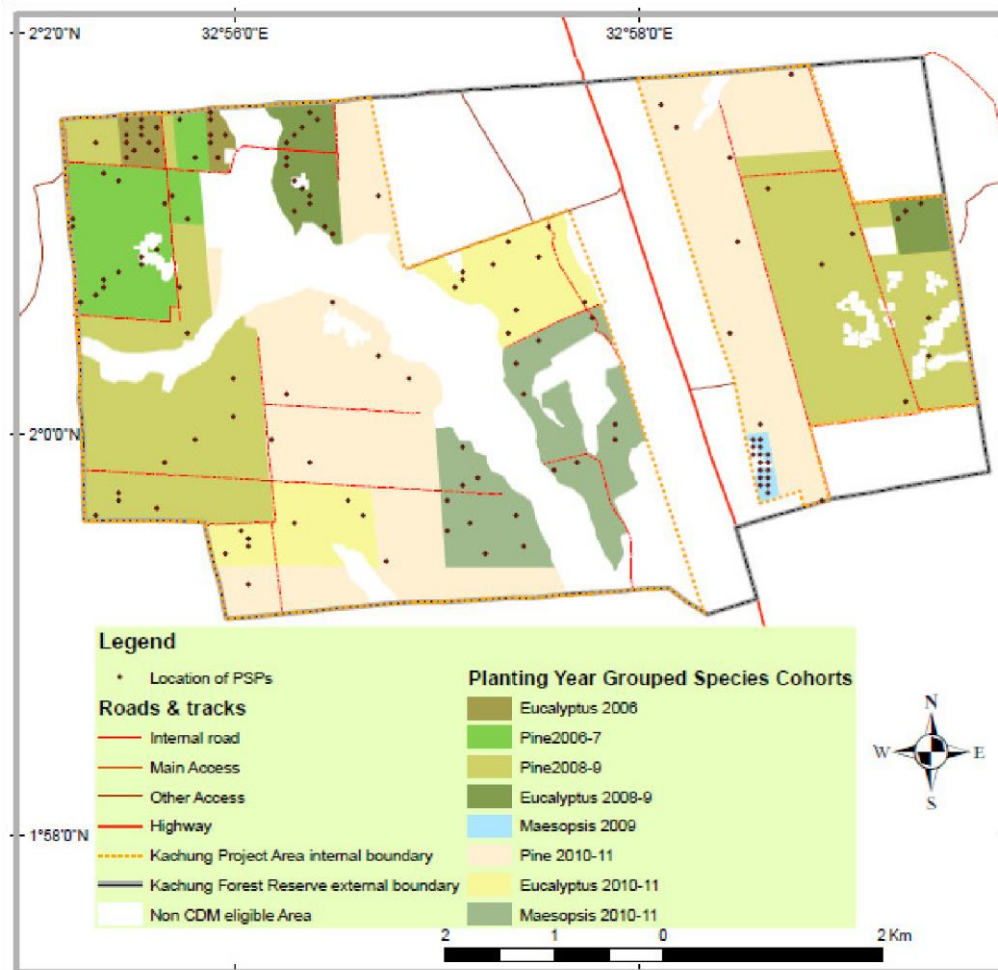 2°2'0"N
32°56'0"E
32°58'0"E
2°0'0"N
1°58'0"N
Legend
Location of PSPs
Roads & tracks
Internal road
Main Access
Other Access
Highway
Kachung Project Area internal boundary
Kachung Forest Reserve external boundary
Non CDM eligible Area
Planting Year Grouped Species Cohorts
Eucalyptus 2006
Pine2006-7
Pine2008-9
Eucalyptus 2008-9
Maesopsis 2009
Pine 2010-11
Eucalyptus 2010-11
Maesopsis 2010-11
N
W E
S
2 1 0 2 Km